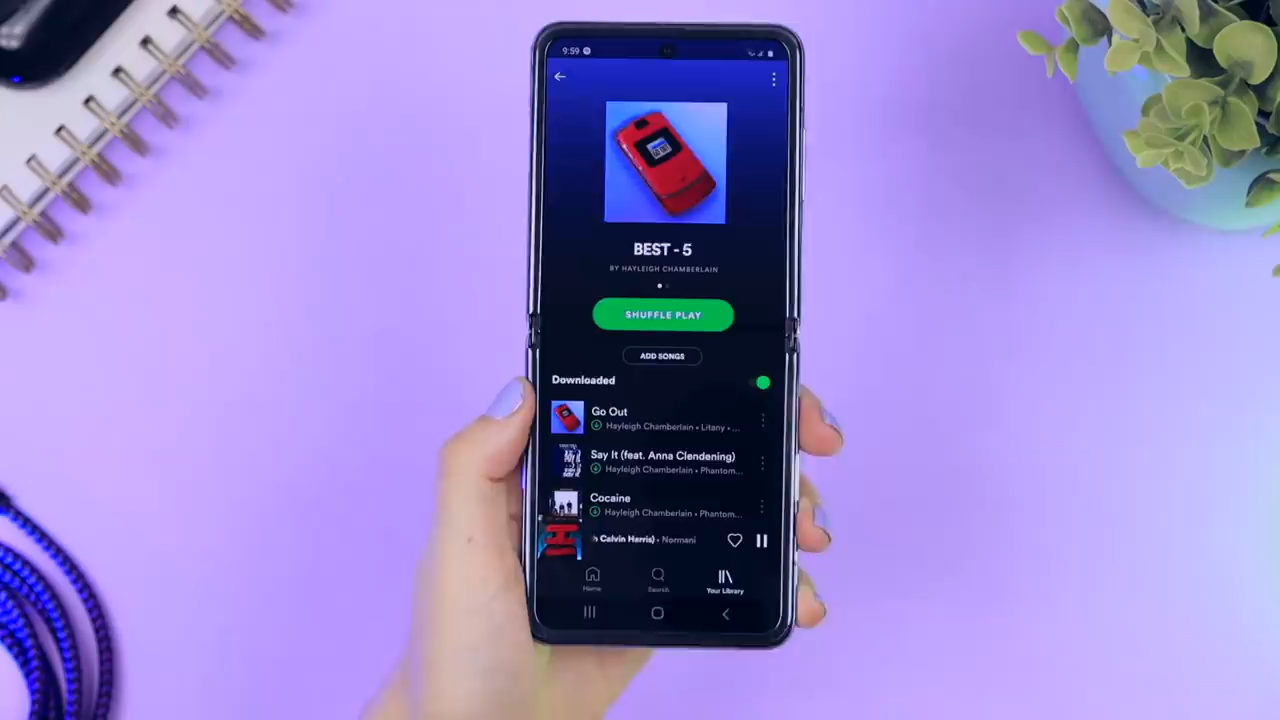 9:59
BEST - 5
BY HAYLEIGH CHAMBERLAIN
SHUFFLE PLAY
ADD SONGS
Downloaded
Go Out
Hayleigh Chamberlain • Litany • ...
Say It (feat. Anna Clendening)
Hayleigh Chamberlain • Phantom...
Cocaine
Hayleigh Chamberlain • Phantom...
h Calvin Harris) • Normani
Home
Search
Your Library